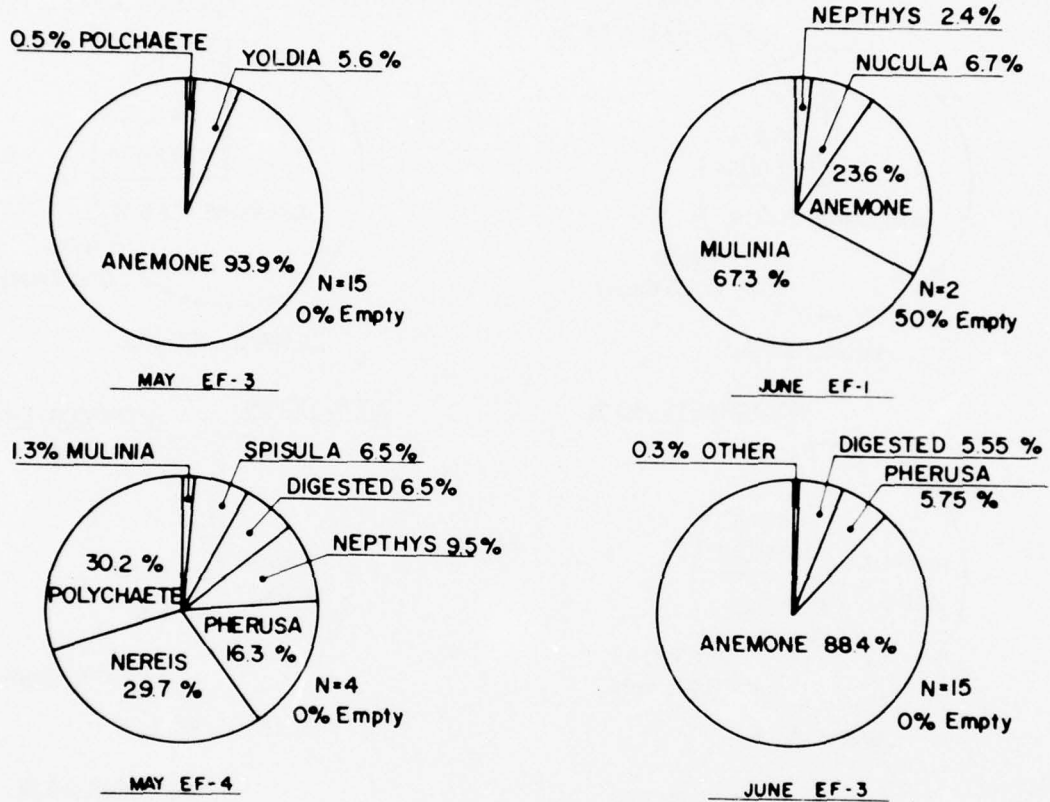 0.5% POLCHAETE
YOLDIA 5.6%
ANEMONE 93.9%
N=15
0% Empty
MAY EF-3
NEPTHYS 2.4%
NUCULA 6.7%
23.6%
ANEMONE
MULINIA
67.3 %
N=2
50% Empty
JUNE EF-1
1.3% MULINIA
SPISULA 6.5%
DIGESTED 6.5%
NEPTHYS 9.5%
30.2 %
POLYCHAETE
PHERUSA
16.3 %
NEREIS
29.7 %
N=4
0% Empty
MAY EF-4
0.3% OTHER
DIGESTED 5.55 %
PHERUSA
5.75 %
ANEMONE 88.4%
N=15
0% Empty
JUNE EF-3